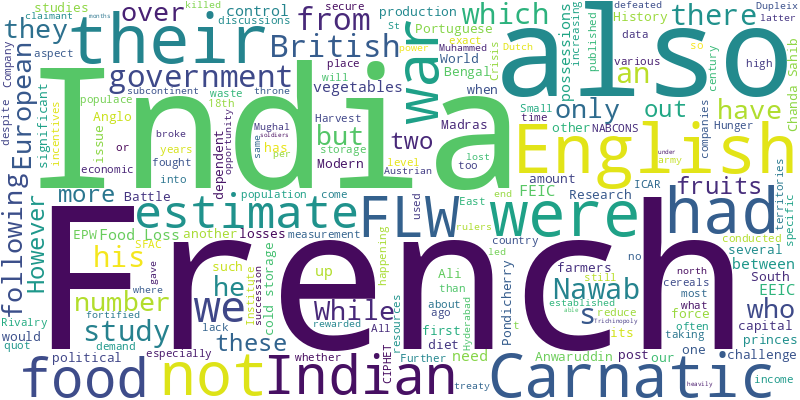 studies
claimant
some
their
over
from
which
there
Portuguese
production
discussions
secure
killed
defeated
Dupleix
latter
published
increasing
also
they
control
British
History
data
exact
an
Chanda Sahib
high
aspect
Company
despite
government
European
place
Muhammed
World
Bengal
Dutch
power
St
possessions
Crisis
various
war
India
populace
incentives
significant
subcontinent
throne
18th
waste
vegetables
will
when
only
out
have
century
so
Anglo
issue
broke
Mughal
soldiers
same
opportunity
dependent
but
two
Harvest
Modern
Madras
Small
time
other
NABCONS
Hunger
companies
or
economic
years
fought
has
per
storage
level
Austrian
lost
too
English
under
army
into
population
come
end
East
used
amount
FEIC
Research
ICAR
fruits
territories
specific
following
However
more
Battle
estimate
FLW
were
had
EPW
Food Loss
SFAC
another
losses
measurement
rulers
led
country
conducted
several
between
French
his
he
Institute
cold storage
such
up
happening
Ali
than
Nawab
farmers
no
north
cereals
most
what
South
EEIC
number
we
While
resources
Pondicherry
about
ago
first
Hyderabad
still
established
able
reduce
its
force
often
taking
who
capital
princes
study
gave
where
succession
rewarded
All
diet
s
Trichinopoly
Anwaruddin
post
our
one
challenge
Rivalry
would
quot
fortified
demand
political
lack
especially
these
whether
CIPHET
Further
need
t
treaty
heavily
income
food
not
Indian
Carnatic